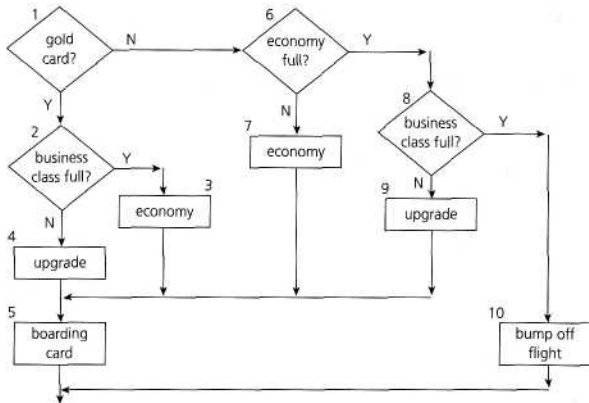 1
gold
card?
N
6
economy
full?
Y
Y
N
2
business
class full?
Y
7
economy
8
business
class full?
Y
N
3
economy
N
9
upgrade
4
upgrade
5
boarding
card
10
bump off
flight